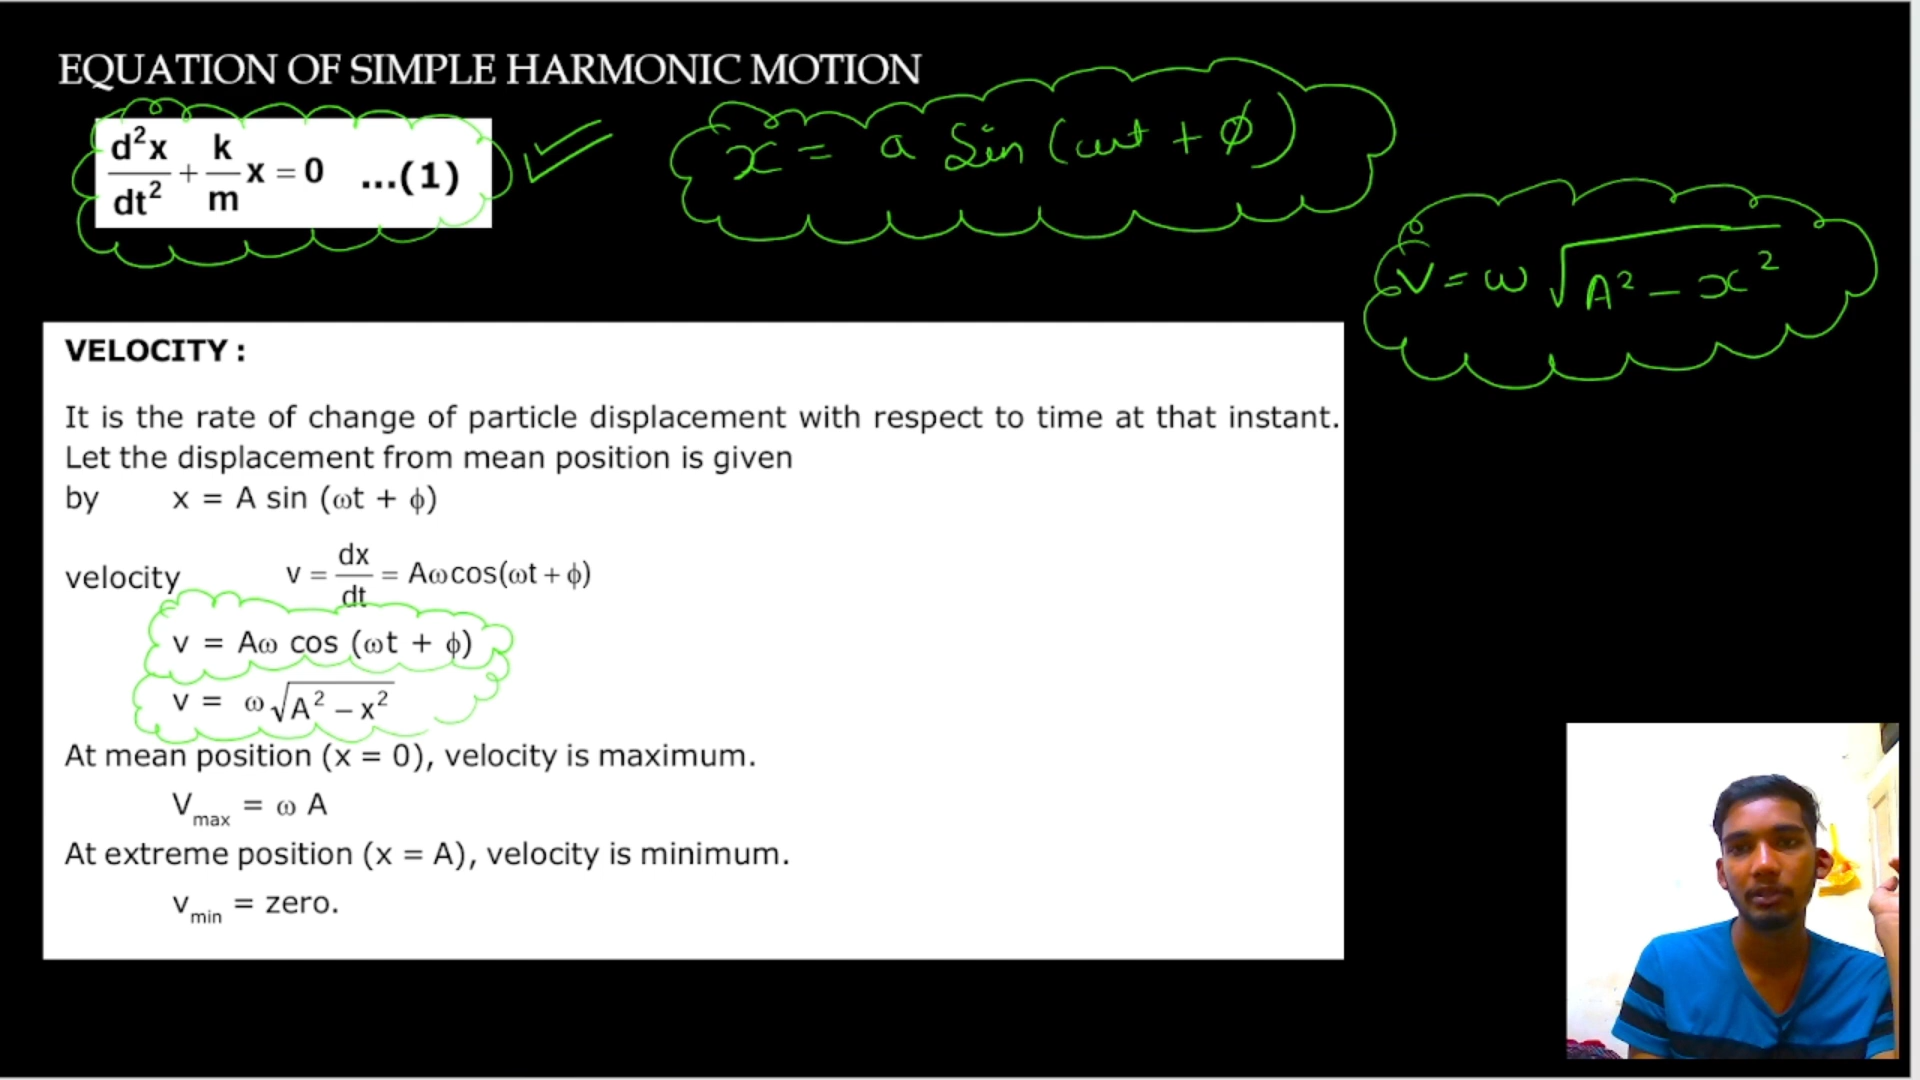 EQUATION OF SIMPLE HARMONIC MOTION
d²x/dt² + k/m x = 0 ...(1)
x = a Sin (ωt + ϕ)
v = ω √(A² − x²)
VELOCITY :
It is the rate of change of particle displacement with respect to time at that instant.
Let the displacement from mean position is given
by x = A sin (ωt + ϕ)
velocity v = dx/dt = Aωcos(ωt + ϕ)
v = Aω cos (ωt + ϕ)
v = ω√(A² − x²)
At mean position (x = 0), velocity is maximum.
V_max = ω A
At extreme position (x = A), velocity is minimum.
v_min = zero.